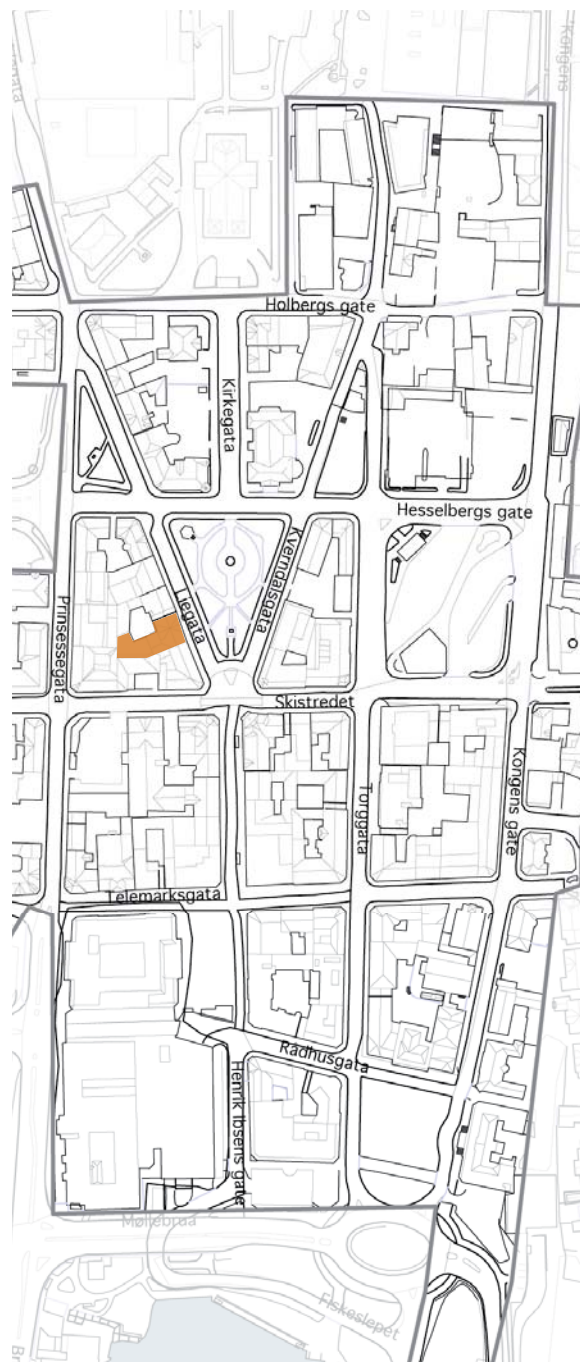 Kongens
Holbergs gate
Kirkegata
Hesselbergs gate
Kverndalsgata
Liegata
Prinsessegata
Skistredet
Torggata
Kongens gate
Telemarksgata
Rådhusgata
Henrik Ibsens gate
Møllebrua
Fiskeslepet